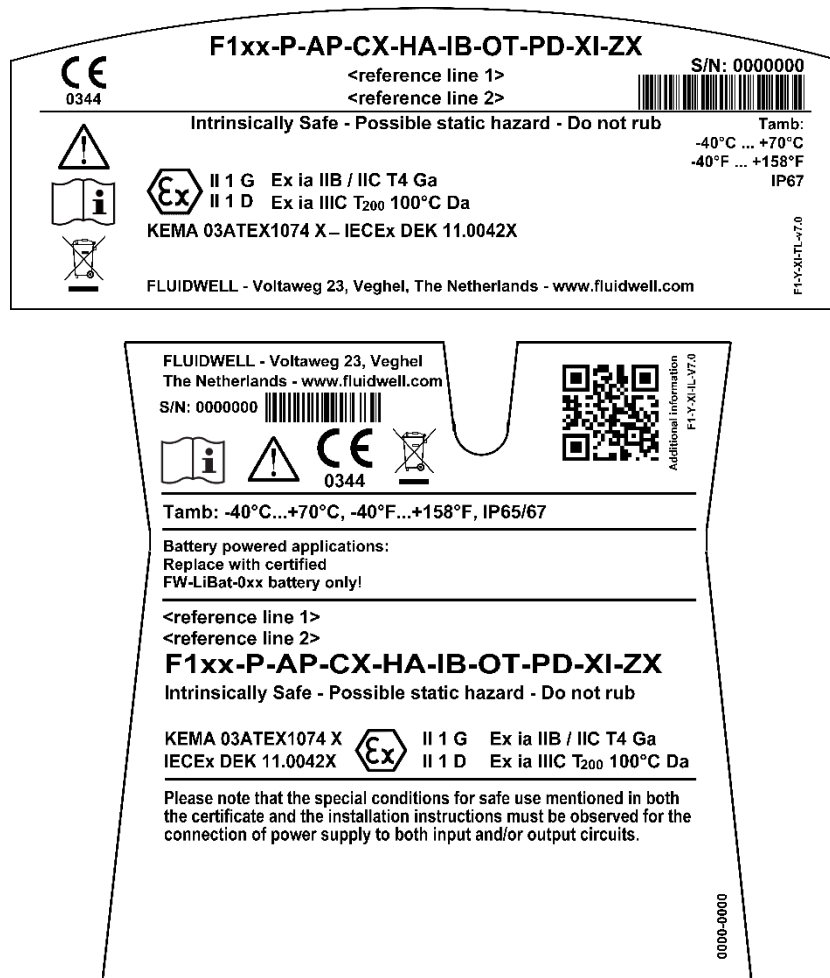 F1xx-P-AP-CX-HA-IB-OT-PD-XI-ZX
<reference line 1>
<reference line 2>
S/N: 0000000
CE
0344
Intrinsically Safe - Possible static hazard - Do not rub
Tamb:
-40°C ... +70°C
-40°F ... +158°F
IP67
i
Ex
II 1 G Ex ia IIB / IIC T4 Ga
II 1 D Ex ia IIIC T200 100°C Da
KEMA 03ATEX1074 X – IECEx DEK 11.0042X
FLUIDWELL - Voltaweg 23, Veghel, The Netherlands - www.fluidwell.com
F1-Y-XI-TL-v7.0
FLUIDWELL - Voltaweg 23, Veghel
The Netherlands - www.fluidwell.com
S/N: 0000000
i
CE
0344
Additional information
F1-Y-XI-IL-V7.0
Tamb: -40°C...+70°C, -40°F...+158°F, IP65/67
Battery powered applications:
Replace with certified
FW-LiBat-0xx battery only!
<reference line 1>
<reference line 2>
F1xx-P-AP-CX-HA-IB-OT-PD-XI-ZX
Intrinsically Safe - Possible static hazard - Do not rub
KEMA 03ATEX1074 X
IECEx DEK 11.0042X
Ex
II 1 G Ex ia IIB / IIC T4 Ga
II 1 D Ex ia IIIC T200 100°C Da
Please note that the special conditions for safe use mentioned in both
the certificate and the installation instructions must be observed for the
connection of power supply to both input and/or output circuits.
0000-0000